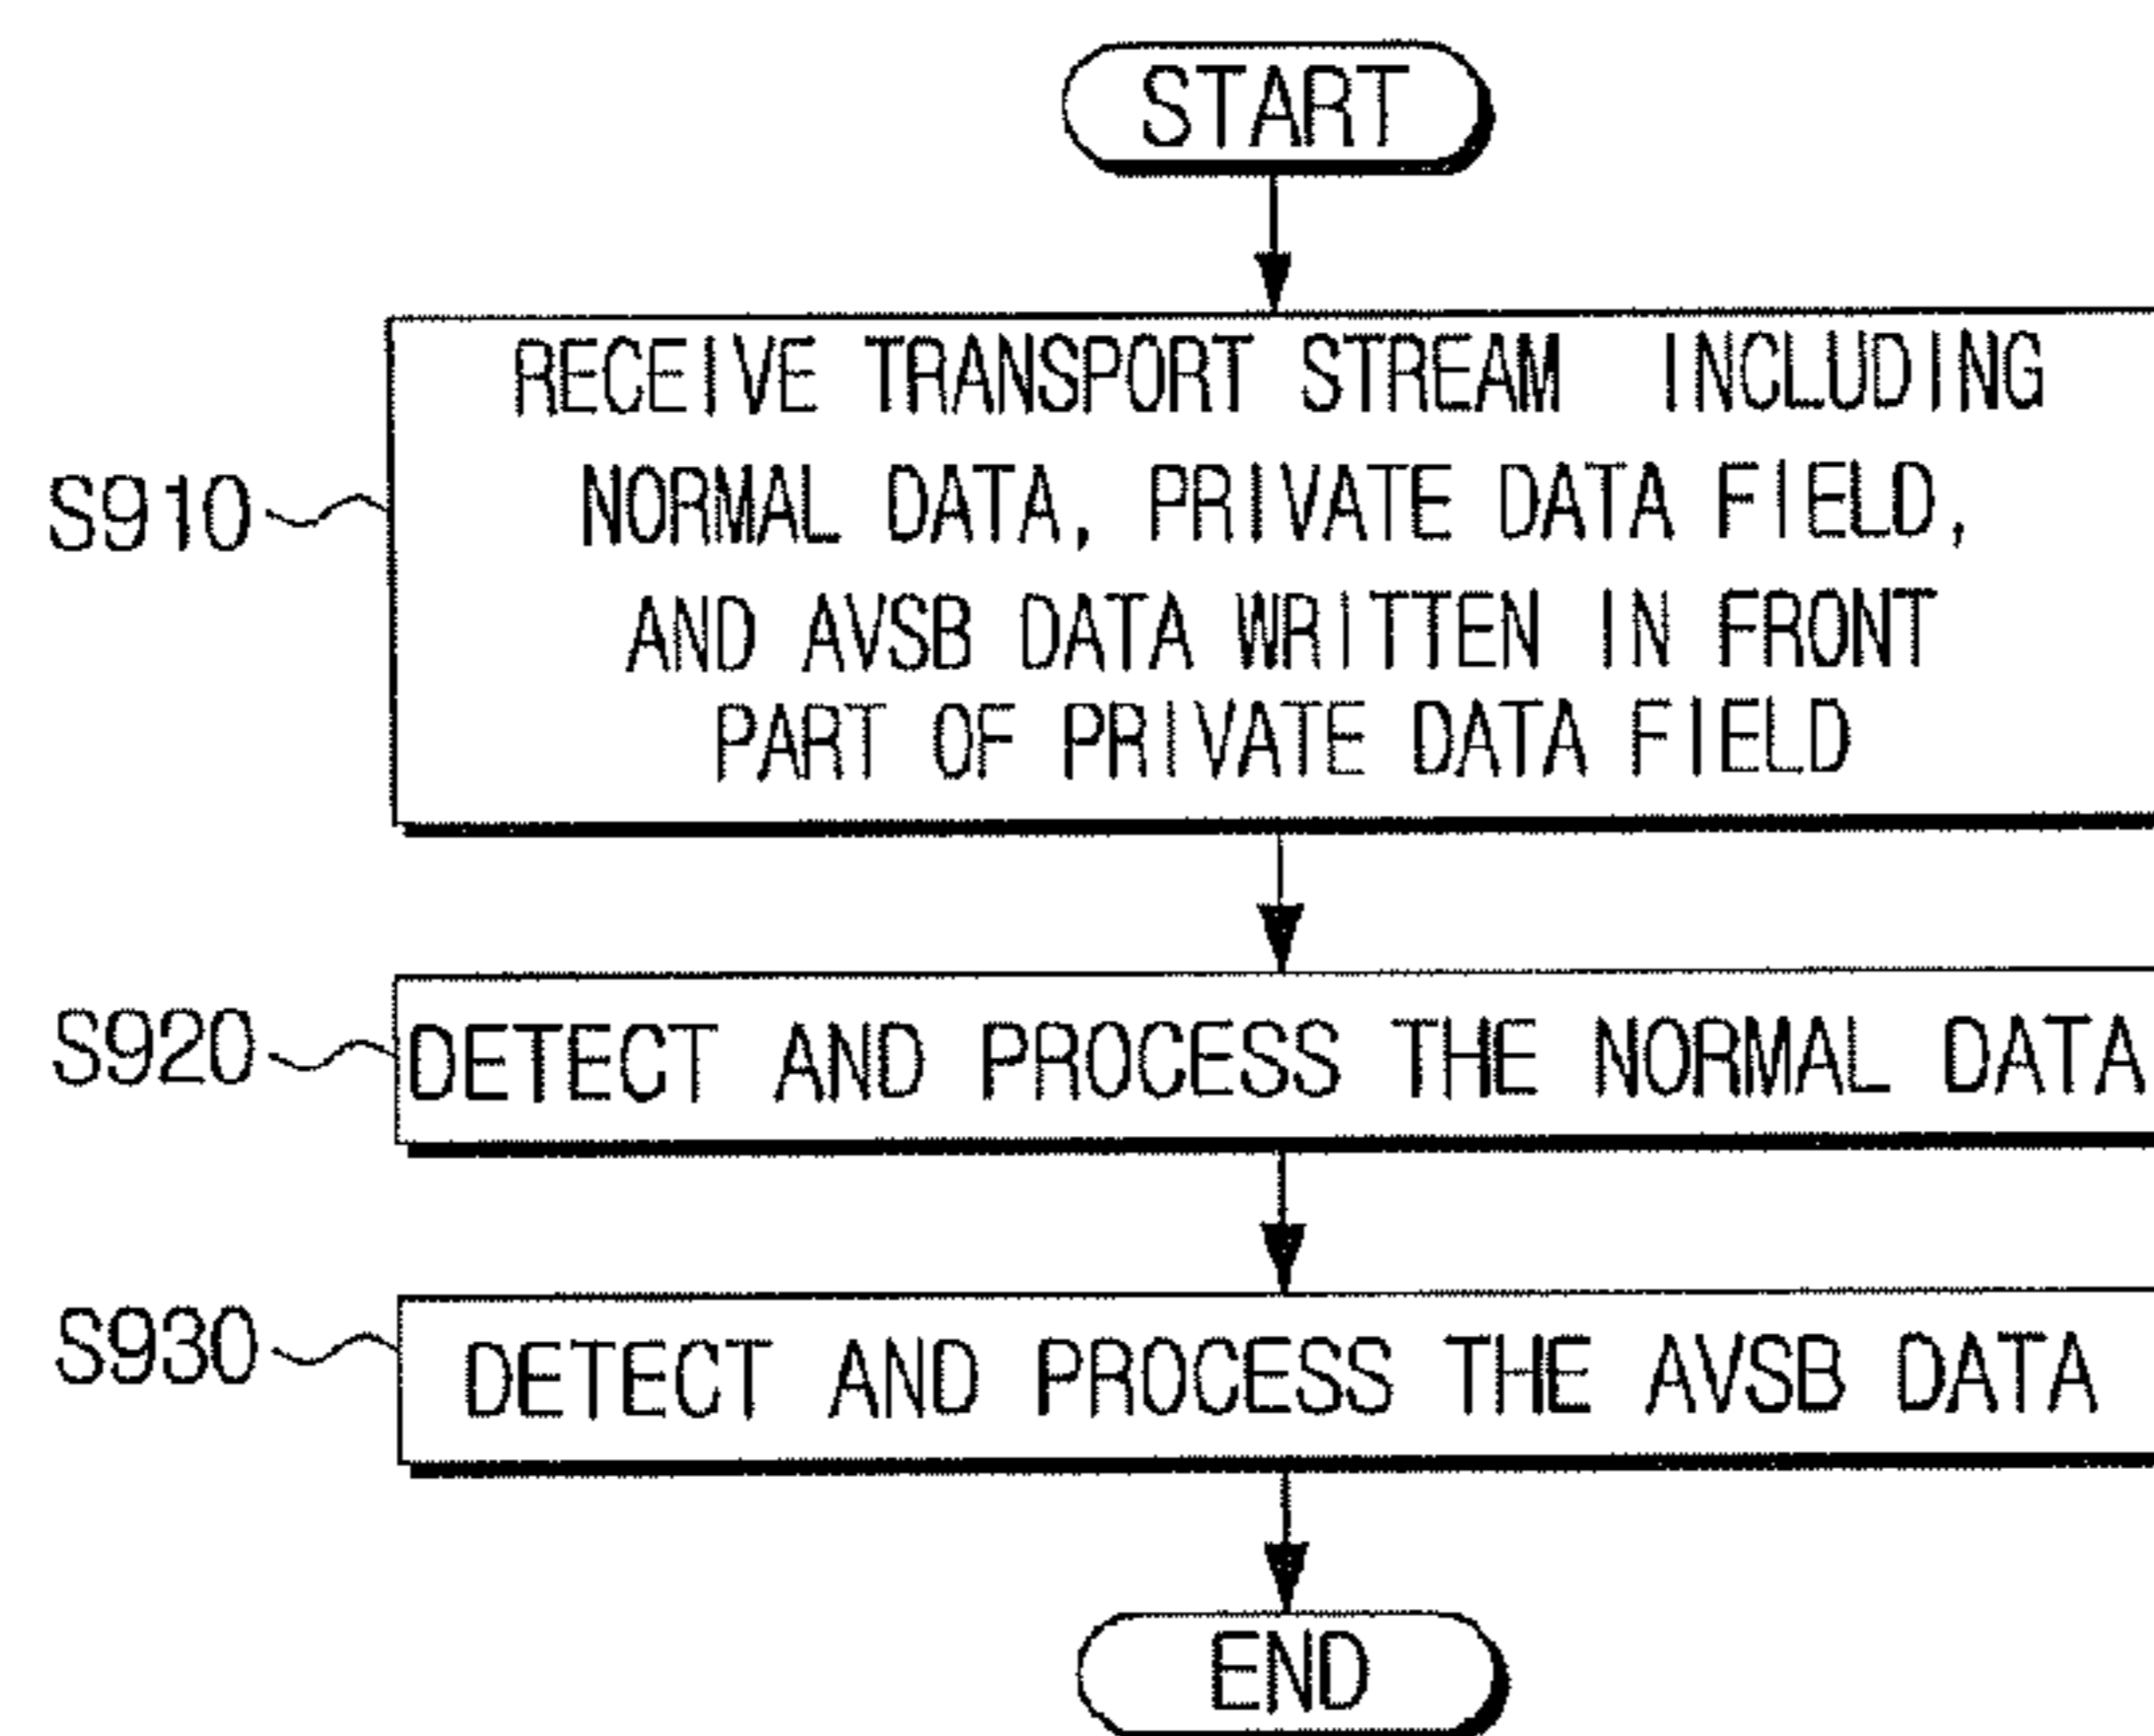 START
RECEIVE TRANSPORT STREAM INCLUDING
S910 NORMAL DATA, PRIVATE DATA FIELD,
AND AVSB DATA WRITTEN IN FRONT
PART OF PRIVATE DATA FIELD
S920 DETECT AND PROCESS THE NORMAL DATA
S930 DETECT AND PROCESS THE AVSB DATA
END